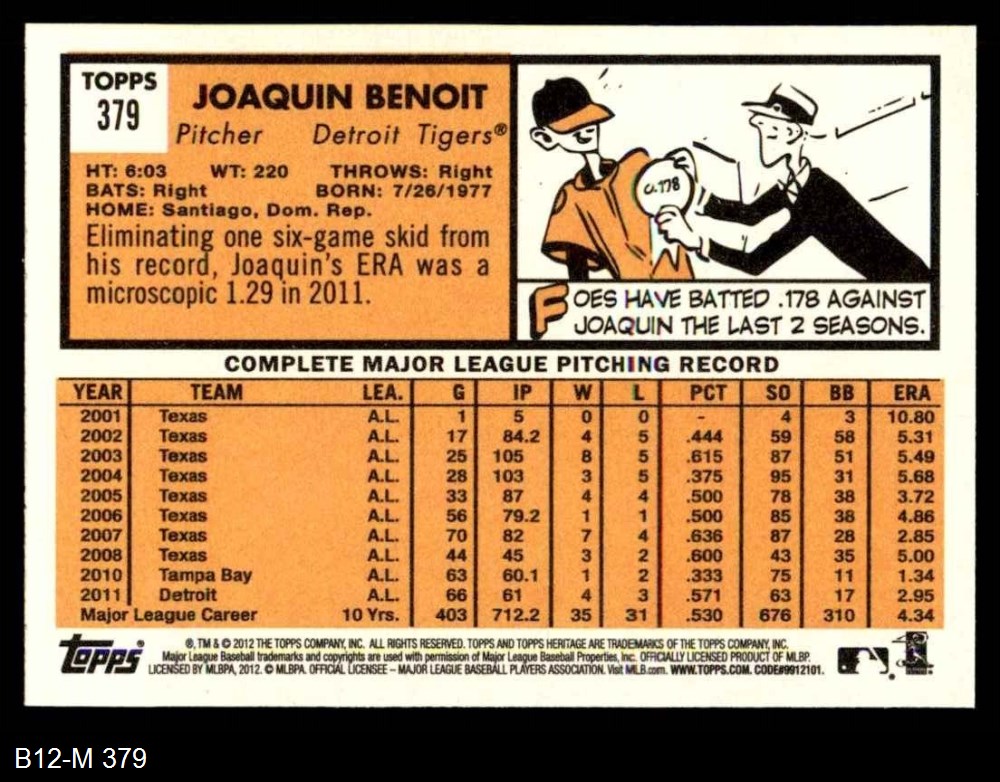 TOPPS
379
JOAQUIN BENOIT
Pitcher Detroit Tigers®
HT: 6:03 WT: 220 THROWS: Right
BATS: Right BORN: 7/26/1977
HOME: Santiago, Dom. Rep.
Eliminating one six-game skid from
his record, Joaquin's ERA was a
microscopic 1.29 in 2011.
.178
FOES HAVE BATTED .178 AGAINST
JOAQUIN THE LAST 2 SEASONS.
COMPLETE MAJOR LEAGUE PITCHING RECORD
YEAR TEAM LEA. G IP W L PCT SO BB ERA
2001 Texas A.L. 1 5 0 0 - 4 3 10.80
2002 Texas A.L. 17 84.2 4 5 .444 59 58 5.31
2003 Texas A.L. 25 105 8 5 .615 87 51 5.49
2004 Texas A.L. 28 103 3 5 .375 95 31 5.68
2005 Texas A.L. 33 87 4 4 .500 78 38 3.72
2006 Texas A.L. 56 79.2 1 1 .500 85 38 4.86
2007 Texas A.L. 70 82 7 4 .636 87 28 2.85
2008 Texas A.L. 44 45 3 2 .600 43 35 5.00
2010 Tampa Bay A.L. 63 60.1 1 2 .333 75 11 1.34
2011 Detroit A.L. 66 61 4 3 .571 63 17 2.95
Major League Career 10 Yrs. 403 712.2 35 31 .530 676 310 4.34
Topps
®, TM & © 2012 THE TOPPS COMPANY, INC. ALL RIGHTS RESERVED. TOPPS AND TOPPS HERITAGE ARE TRADEMARKS OF THE TOPPS COMPANY, INC.
Major League Baseball trademarks and copyrights are used with permission of Major League Baseball Properties, Inc. OFFICIALLY LICENSED PRODUCT OF MLBP.
LICENSED BY MLBPA, 2012. © MLBPA. OFFICIAL LICENSEE – MAJOR LEAGUE BASEBALL PLAYERS ASSOCIATION. Visit MLB.com. WWW.TOPPS.COM. CODE#9912101.
B12-M 379